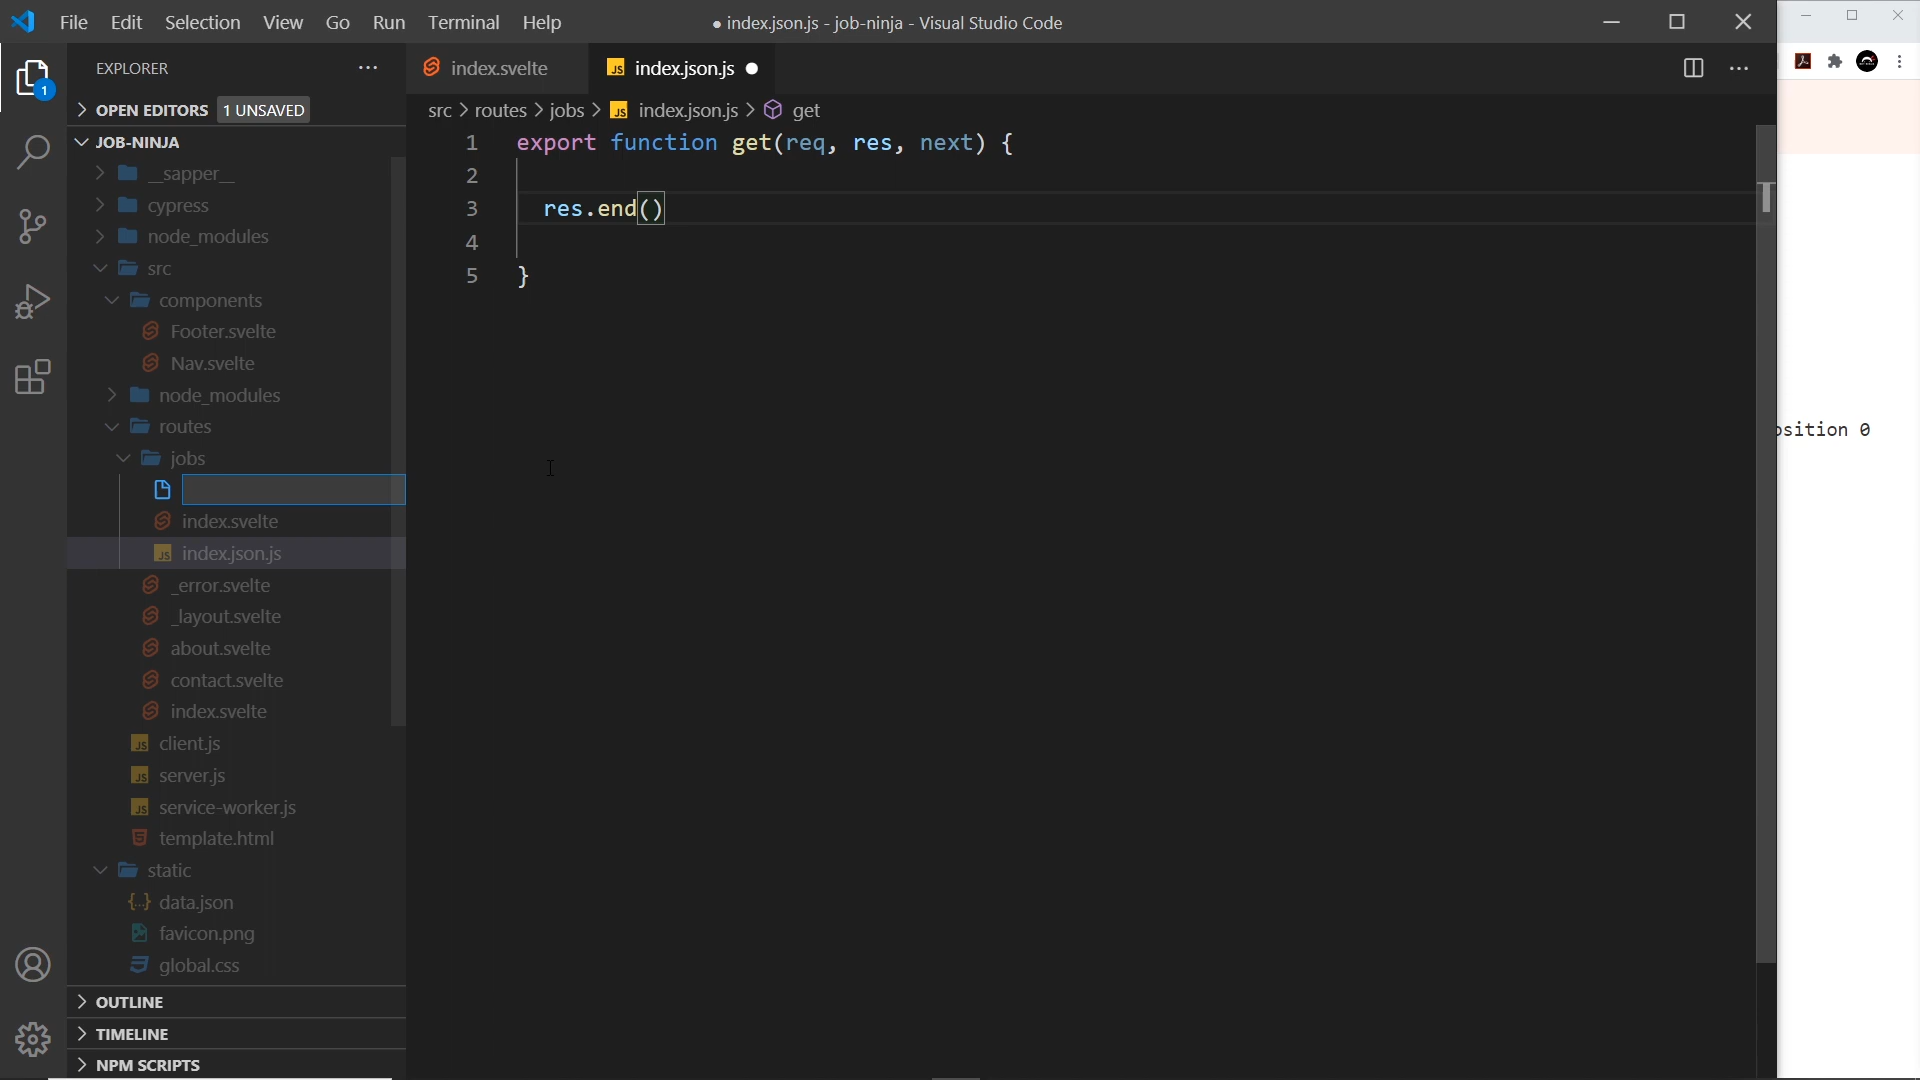 File Edit Selection View Go Run Terminal Help
● index.json.js - job-ninja - Visual Studio Code
EXPLORER
OPEN EDITORS 1 UNSAVED
JOB-NINJA
__sapper__
cypress
node_modules
src
components
Footer.svelte
Nav.svelte
node_modules
routes
jobs
index.svelte
index.json.js
_error.svelte
_layout.svelte
about.svelte
contact.svelte
index.svelte
client.js
server.js
service-worker.js
template.html
static
data.json
favicon.png
global.css
OUTLINE
TIMELINE
NPM SCRIPTS
1
index.svelte
JS index.json.js
src > routes > jobs > JS index.json.js > get
1 export function get(req, res, next) {
2
3 res.end()
4
5 }
osition 0